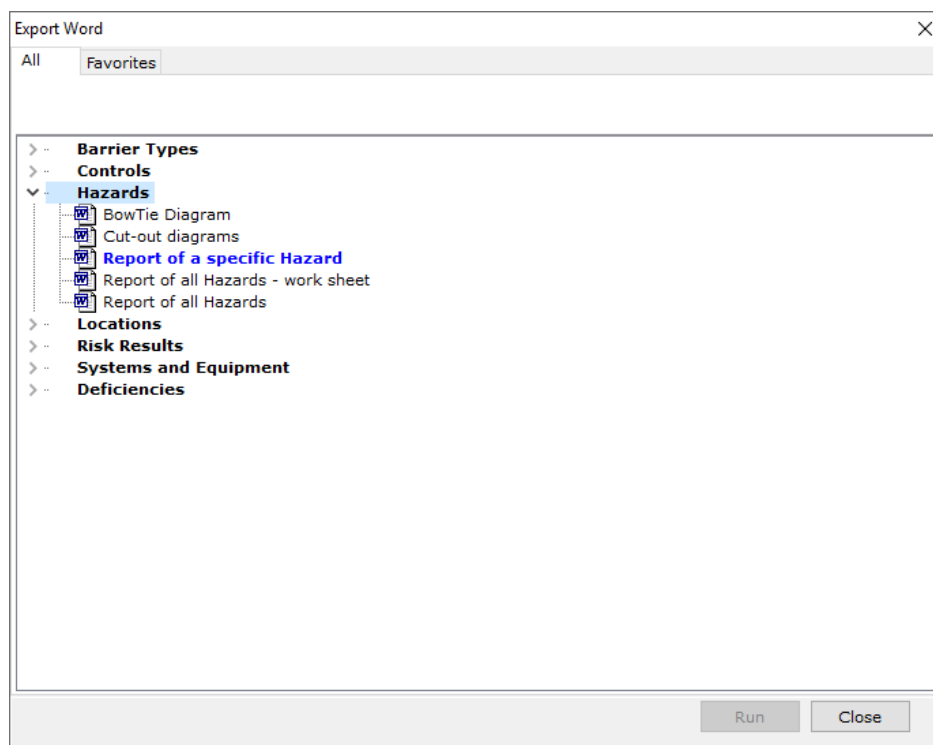 Export Word
All Favorites
Barrier Types
Controls
Hazards
BowTie Diagram
Cut-out diagrams
Report of a specific Hazard
Report of all Hazards - work sheet
Report of all Hazards
Locations
Risk Results
Systems and Equipment
Deficiencies
Run Close